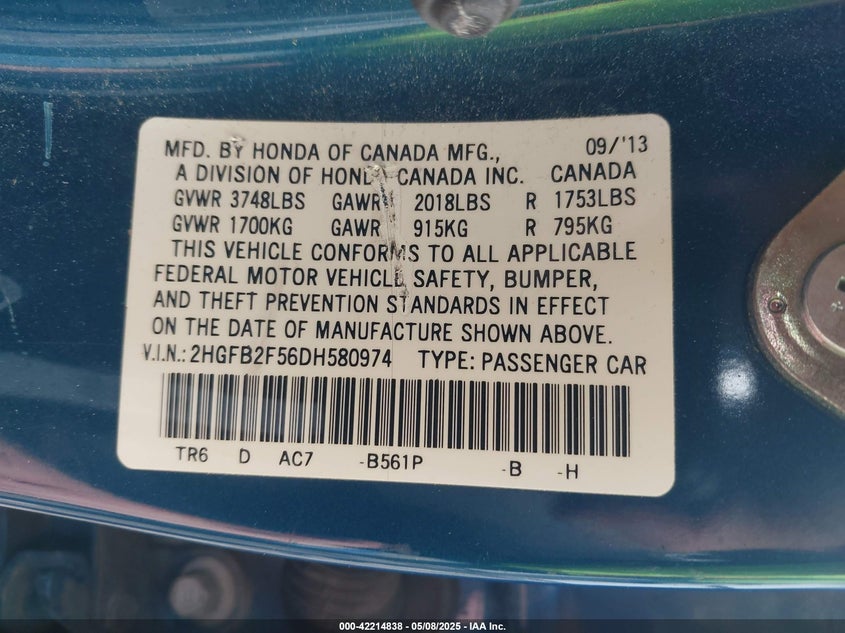 MFD. BY HONDA OF CANADA MFG., 09/'13
A DIVISION OF HONDA CANADA INC. CANADA
GVWR 3748LBS GAWR 2018LBS R 1753LBS
GVWR 1700KG GAWR 915KG R 795KG
THIS VEHICLE CONFORMS TO ALL APPLICABLE
FEDERAL MOTOR VEHICLE SAFETY, BUMPER,
AND THEFT PREVENTION STANDARDS IN EFFECT
ON THE DATE OF MANUFACTURE SHOWN ABOVE.
V.I.N.: 2HGFB2F56DH580974 TYPE: PASSENGER CAR
TR6 D AC7 -B561P -B -H
000-42214838 - 05/08/2025 - IAA Inc.